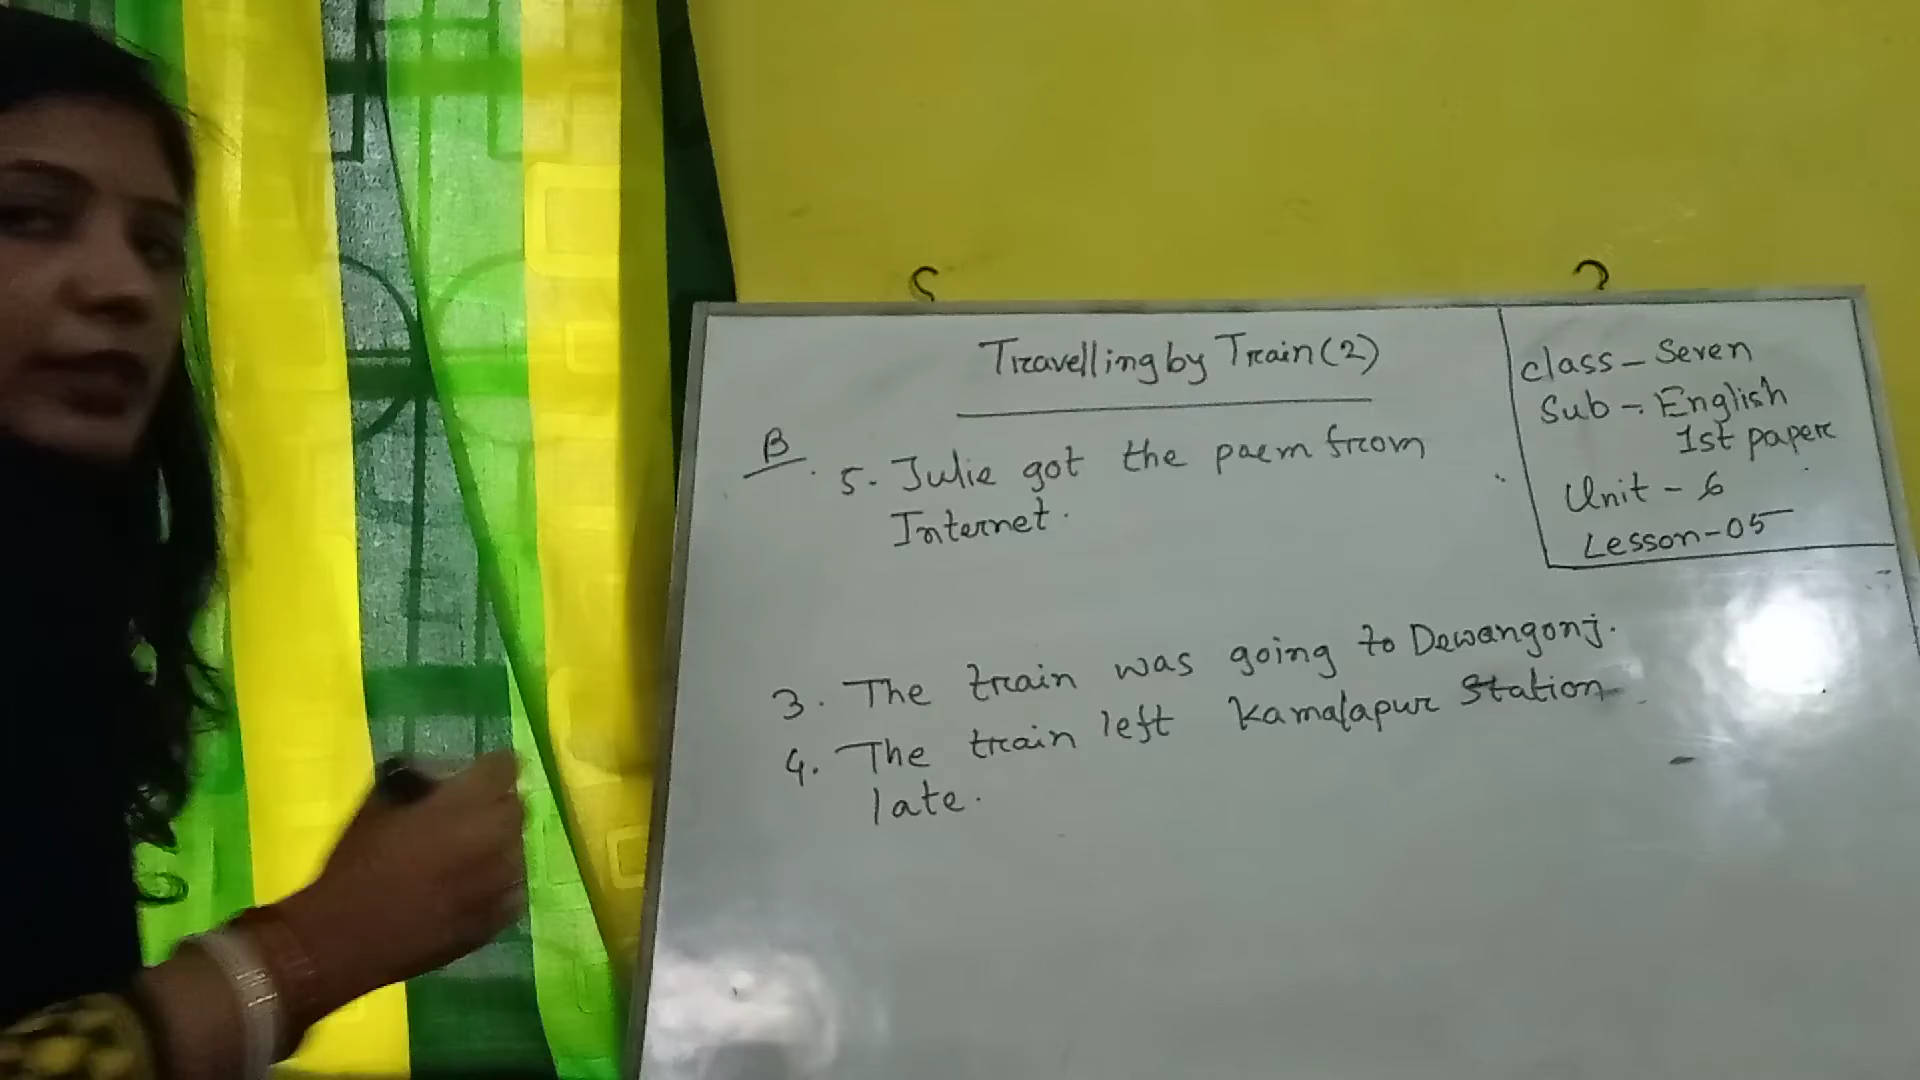 Travelling by Train (2)
class - Seven
Sub - English
1st paper
Unit - 6
Lesson - 05
B. 5. Julie got the poem from
Internet.
3. The train was going to Dewangonj.
4. The train left Kamalapur Station
late.